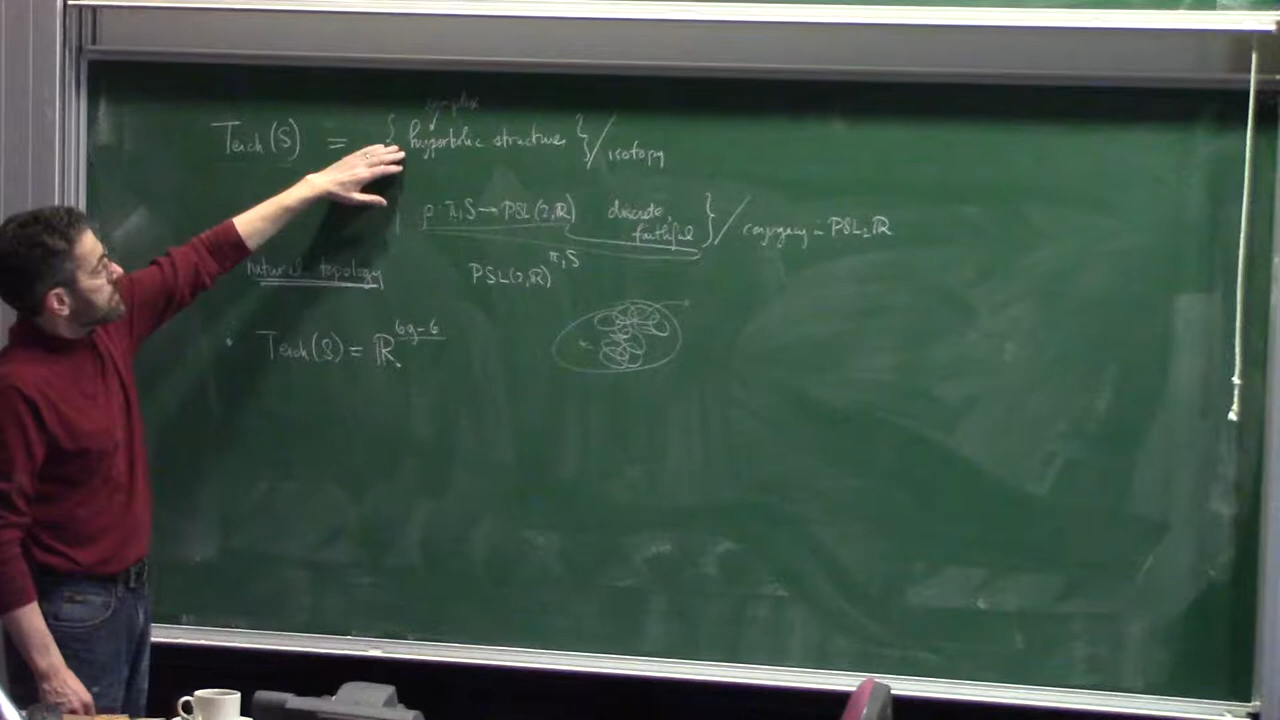 complex
Teich(S) = { hyperbolic structures }/isotopy
ρ: π₁S → PSL(2,ℝ) discrete, faithful }/ conjugacy in PSL₂ℝ
natural topology PSL(2,ℝ)^π₁S
• Teich(S) = ℝ^6g-6